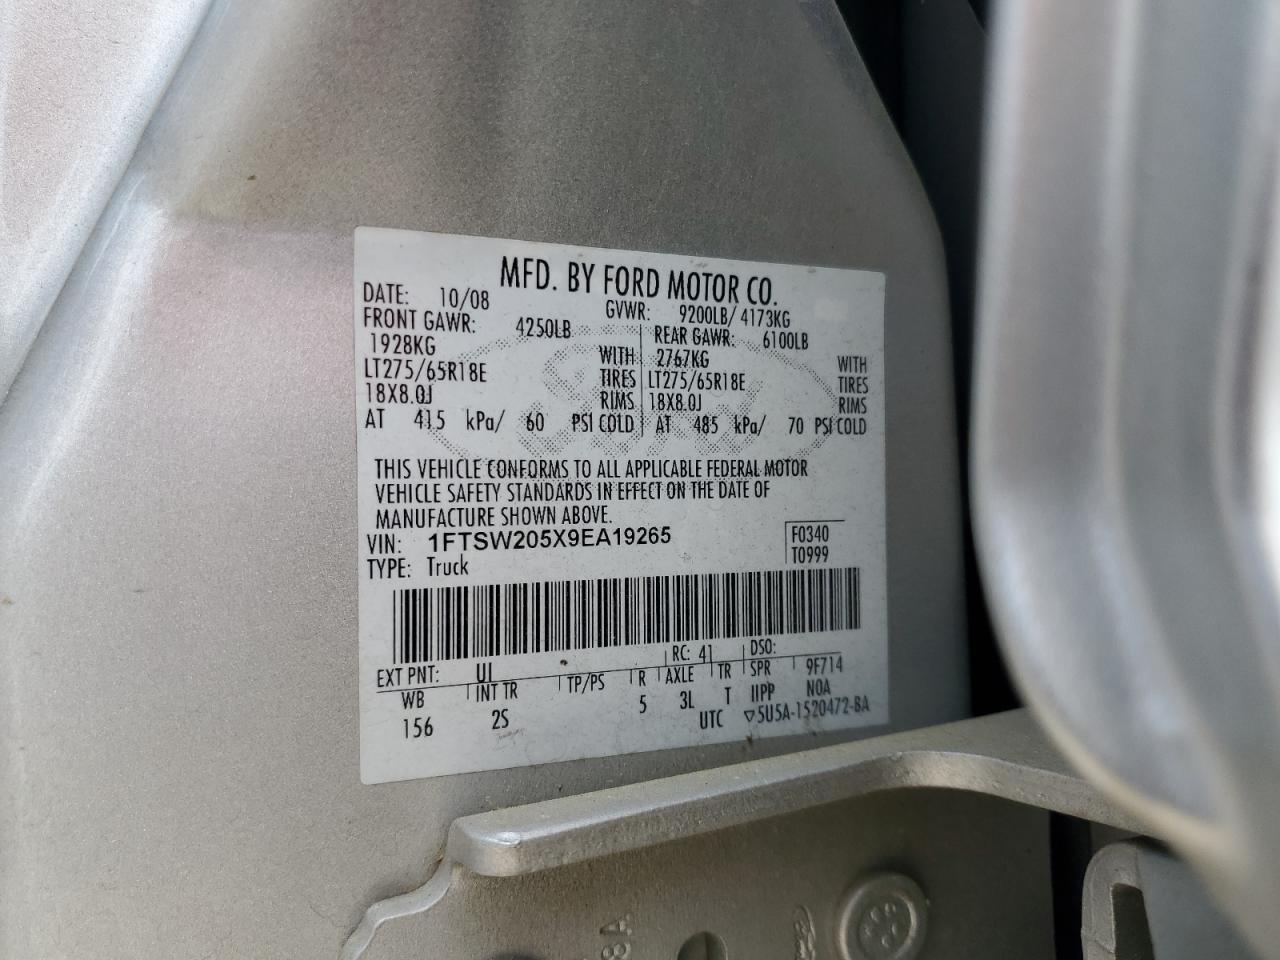 MFD. BY FORD MOTOR CO.
DATE: 10/08 GVWR: 9200LB/ 4173KG
FRONT GAWR: 4250LB REAR GAWR: 6100LB
1928KG WITH 2767KG WITH
LT275/65R18E TIRES LT275/65R18E TIRES
18X8.0J RIMS 18X8.0J RIMS
AT 415 kPa/ 60 PSI COLD AT 485 kPa/ 70 PSI COLD
THIS VEHICLE CONFORMS TO ALL APPLICABLE FEDERAL MOTOR
VEHICLE SAFETY STANDARDS IN EFFECT ON THE DATE OF
MANUFACTURE SHOWN ABOVE.
VIN: 1FTSW205X9EA19265 F0340
TYPE: Truck T0999
EXT PNT: UI RC: 41 DSO:
WB INT TR TP/PS R AXLE TR SPR 9F714
156 2S 5 3L T IIPP N0A
UTC ▽5U5A-1520472-BA
8A